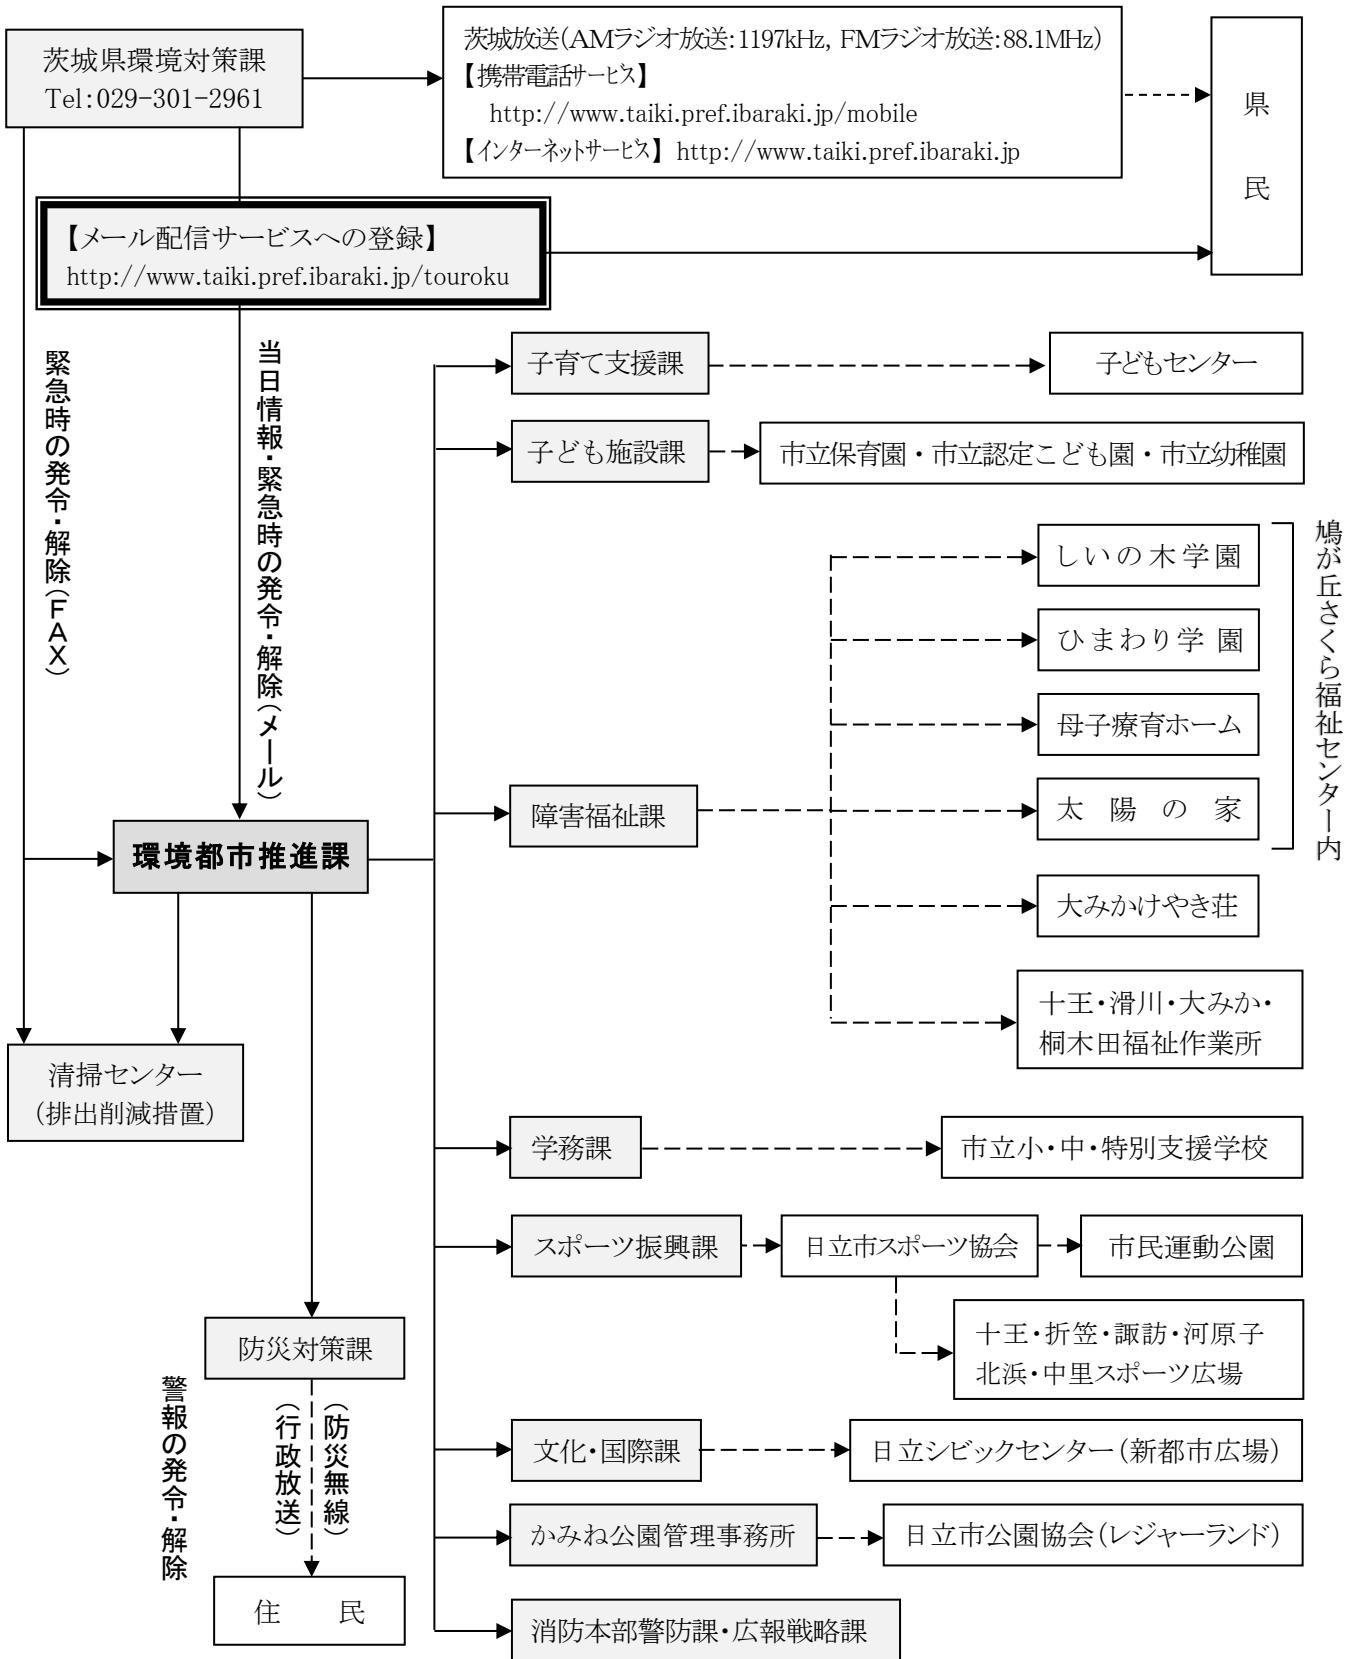 茨城県環境対策課
Tel:029-301-2961
茨城放送(AMラジオ放送:1197kHz, FMラジオ放送:88.1MHz)
【携帯電話サービス】
http://www.taiki.pref.ibaraki.jp/mobile
【インターネットサービス】 http://www.taiki.pref.ibaraki.jp
県民
【メール配信サービスへの登録】
http://www.taiki.pref.ibaraki.jp/touroku
緊急時の発令・解除(FAX)
当日情報・緊急時の発令・解除(メール)
子育て支援課
子どもセンター
子ども施設課
市立保育園・市立認定こども園・市立幼稚園
しいの木学園
ひまわり学園
母子療育ホーム
太陽の家
鳩が丘さくら福祉センター内
障害福祉課
大みかけやき荘
十王・滑川・大みか・
桐木田福祉作業所
環境都市推進課
清掃センター
(排出削減措置)
学務課
市立小・中・特別支援学校
スポーツ振興課
日立市スポーツ協会
市民運動公園
十王・折笠・諏訪・河原子
北浜・中里スポーツ広場
防災対策課
警報の発令・解除
(行政放送)
(防災無線)
住民
文化・国際課
日立シビックセンター(新都市広場)
かみね公園管理事務所
日立市公園協会(レジャーランド)
消防本部警防課・広報戦略課